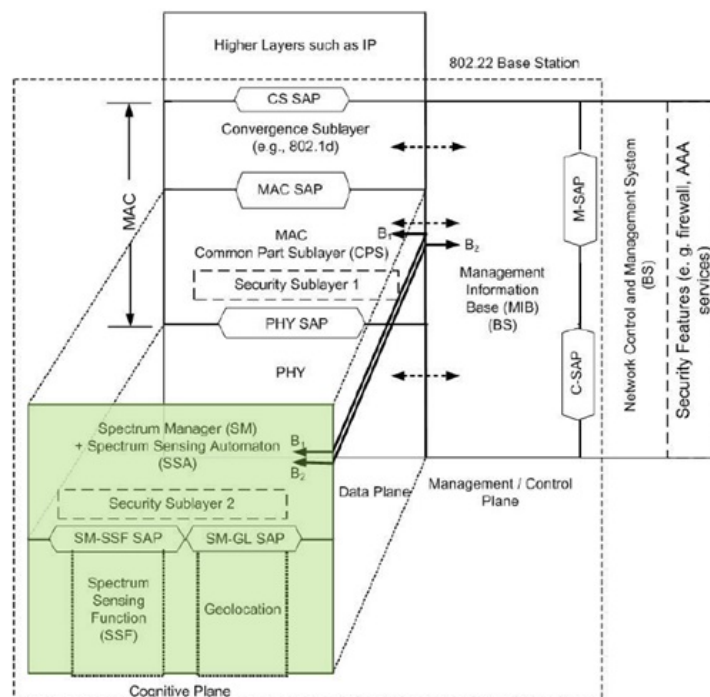 Higher Layers such as IP
802.22 Base Station
CS SAP
Convergence Sublayer
(e.g., 802.1d)
MAC
MAC SAP
MAC
Common Part Sublayer (CPS)
B₁
B₂
Security Sublayer 1
Management
Information
Base (MIB)
(BS)
M-SAP
C-SAP
Network Control and Management System
(BS)
Security Features (e. g. firewall, AAA
services)
PHY SAP
PHY
Spectrum Manager (SM)
+ Spectrum Sensing Automaton
(SSA)
B₁
B₂
Data Plane
Management / Control
Plane
Security Sublayer 2
SM-SSF SAP
SM-GL SAP
Spectrum
Sensing
Function
(SSF)
Geolocation
Cognitive Plane